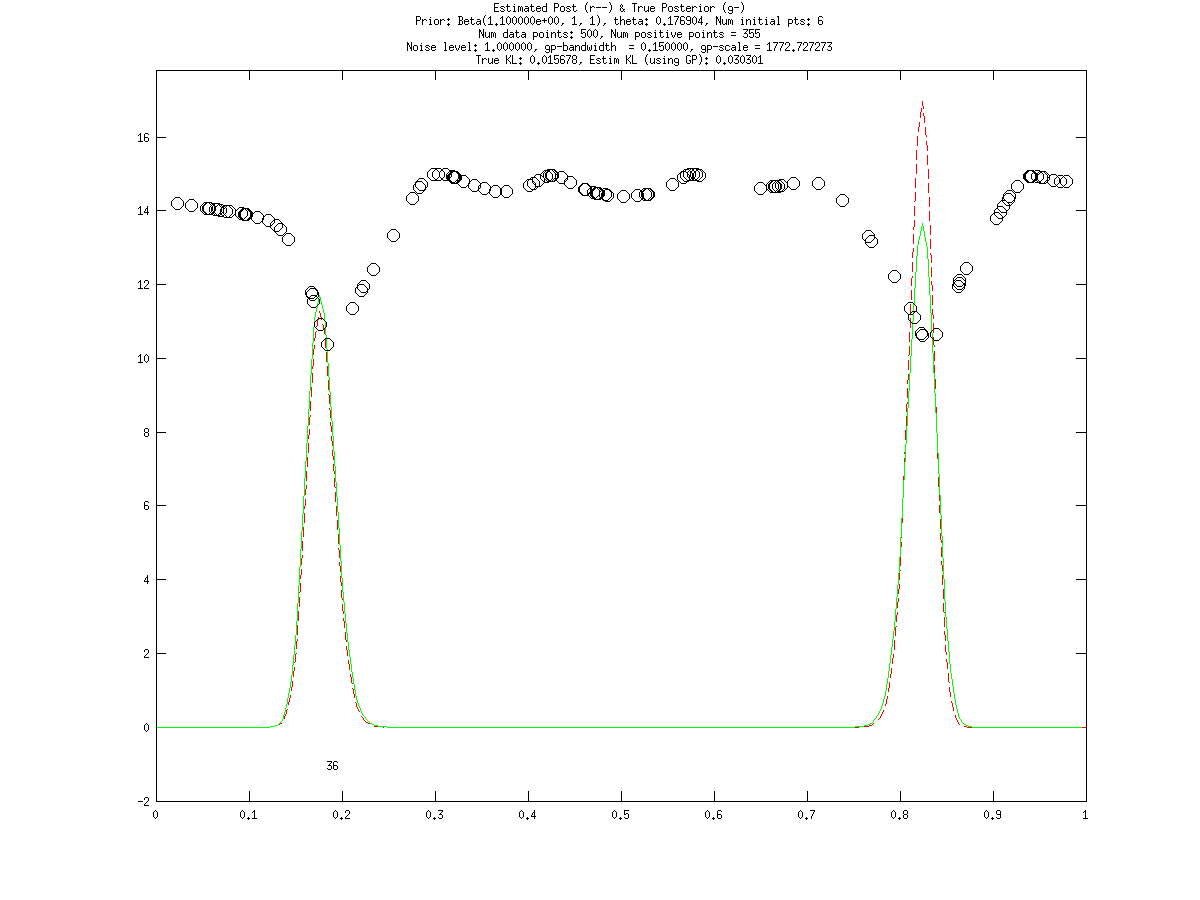 Estimated Post (r--) & True Posterior (g-)
Prior: Beta(1.100000e+00, 1, 1), theta: 0.176904, Num initial pts: 6
Num data points: 500, Num positive points = 355
Noise level: 1.000000, gp-bandwidth  = 0.150000, gp-scale = 1772.727273
True KL: 0.015678, Estim KL (using GP): 0.030301
16
14
12
10
8
6
4
2
0
36
-2
0 0.1 0.2 0.3 0.4 0.5 0.6 0.7 0.8 0.9 1